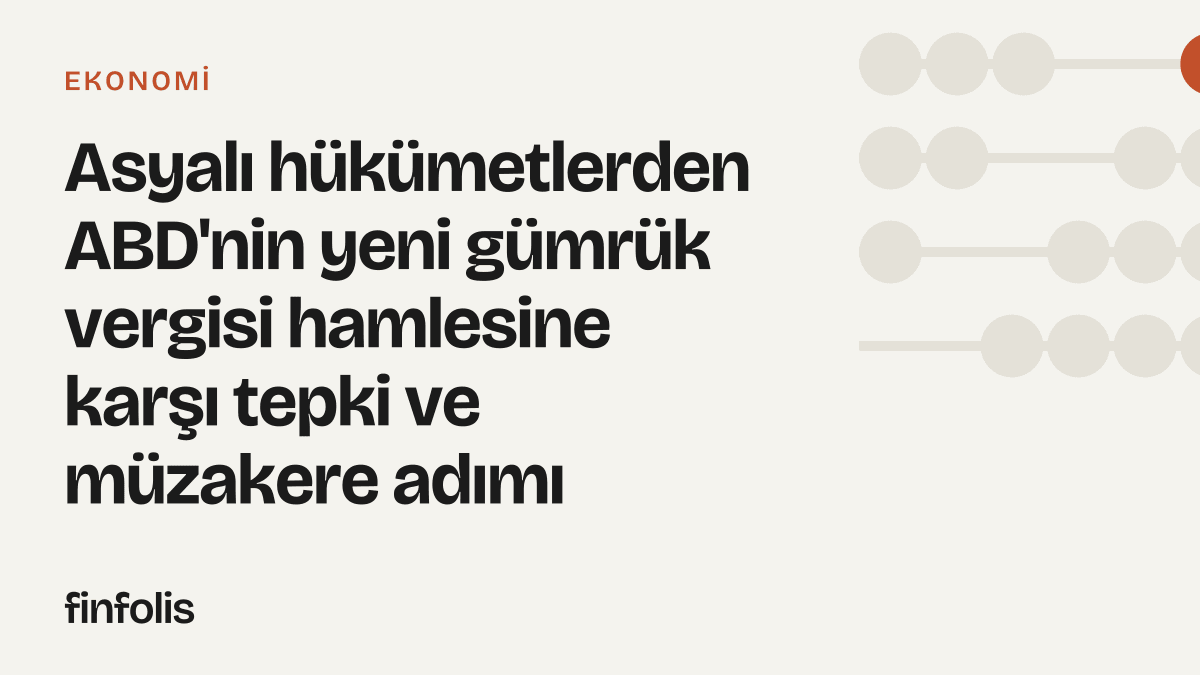 EKONOMİ
Asyalı hükümetlerden
ABD'nin yeni gümrük
vergisi hamlesine
karşı tepki ve
müzakere adımı
finfolis